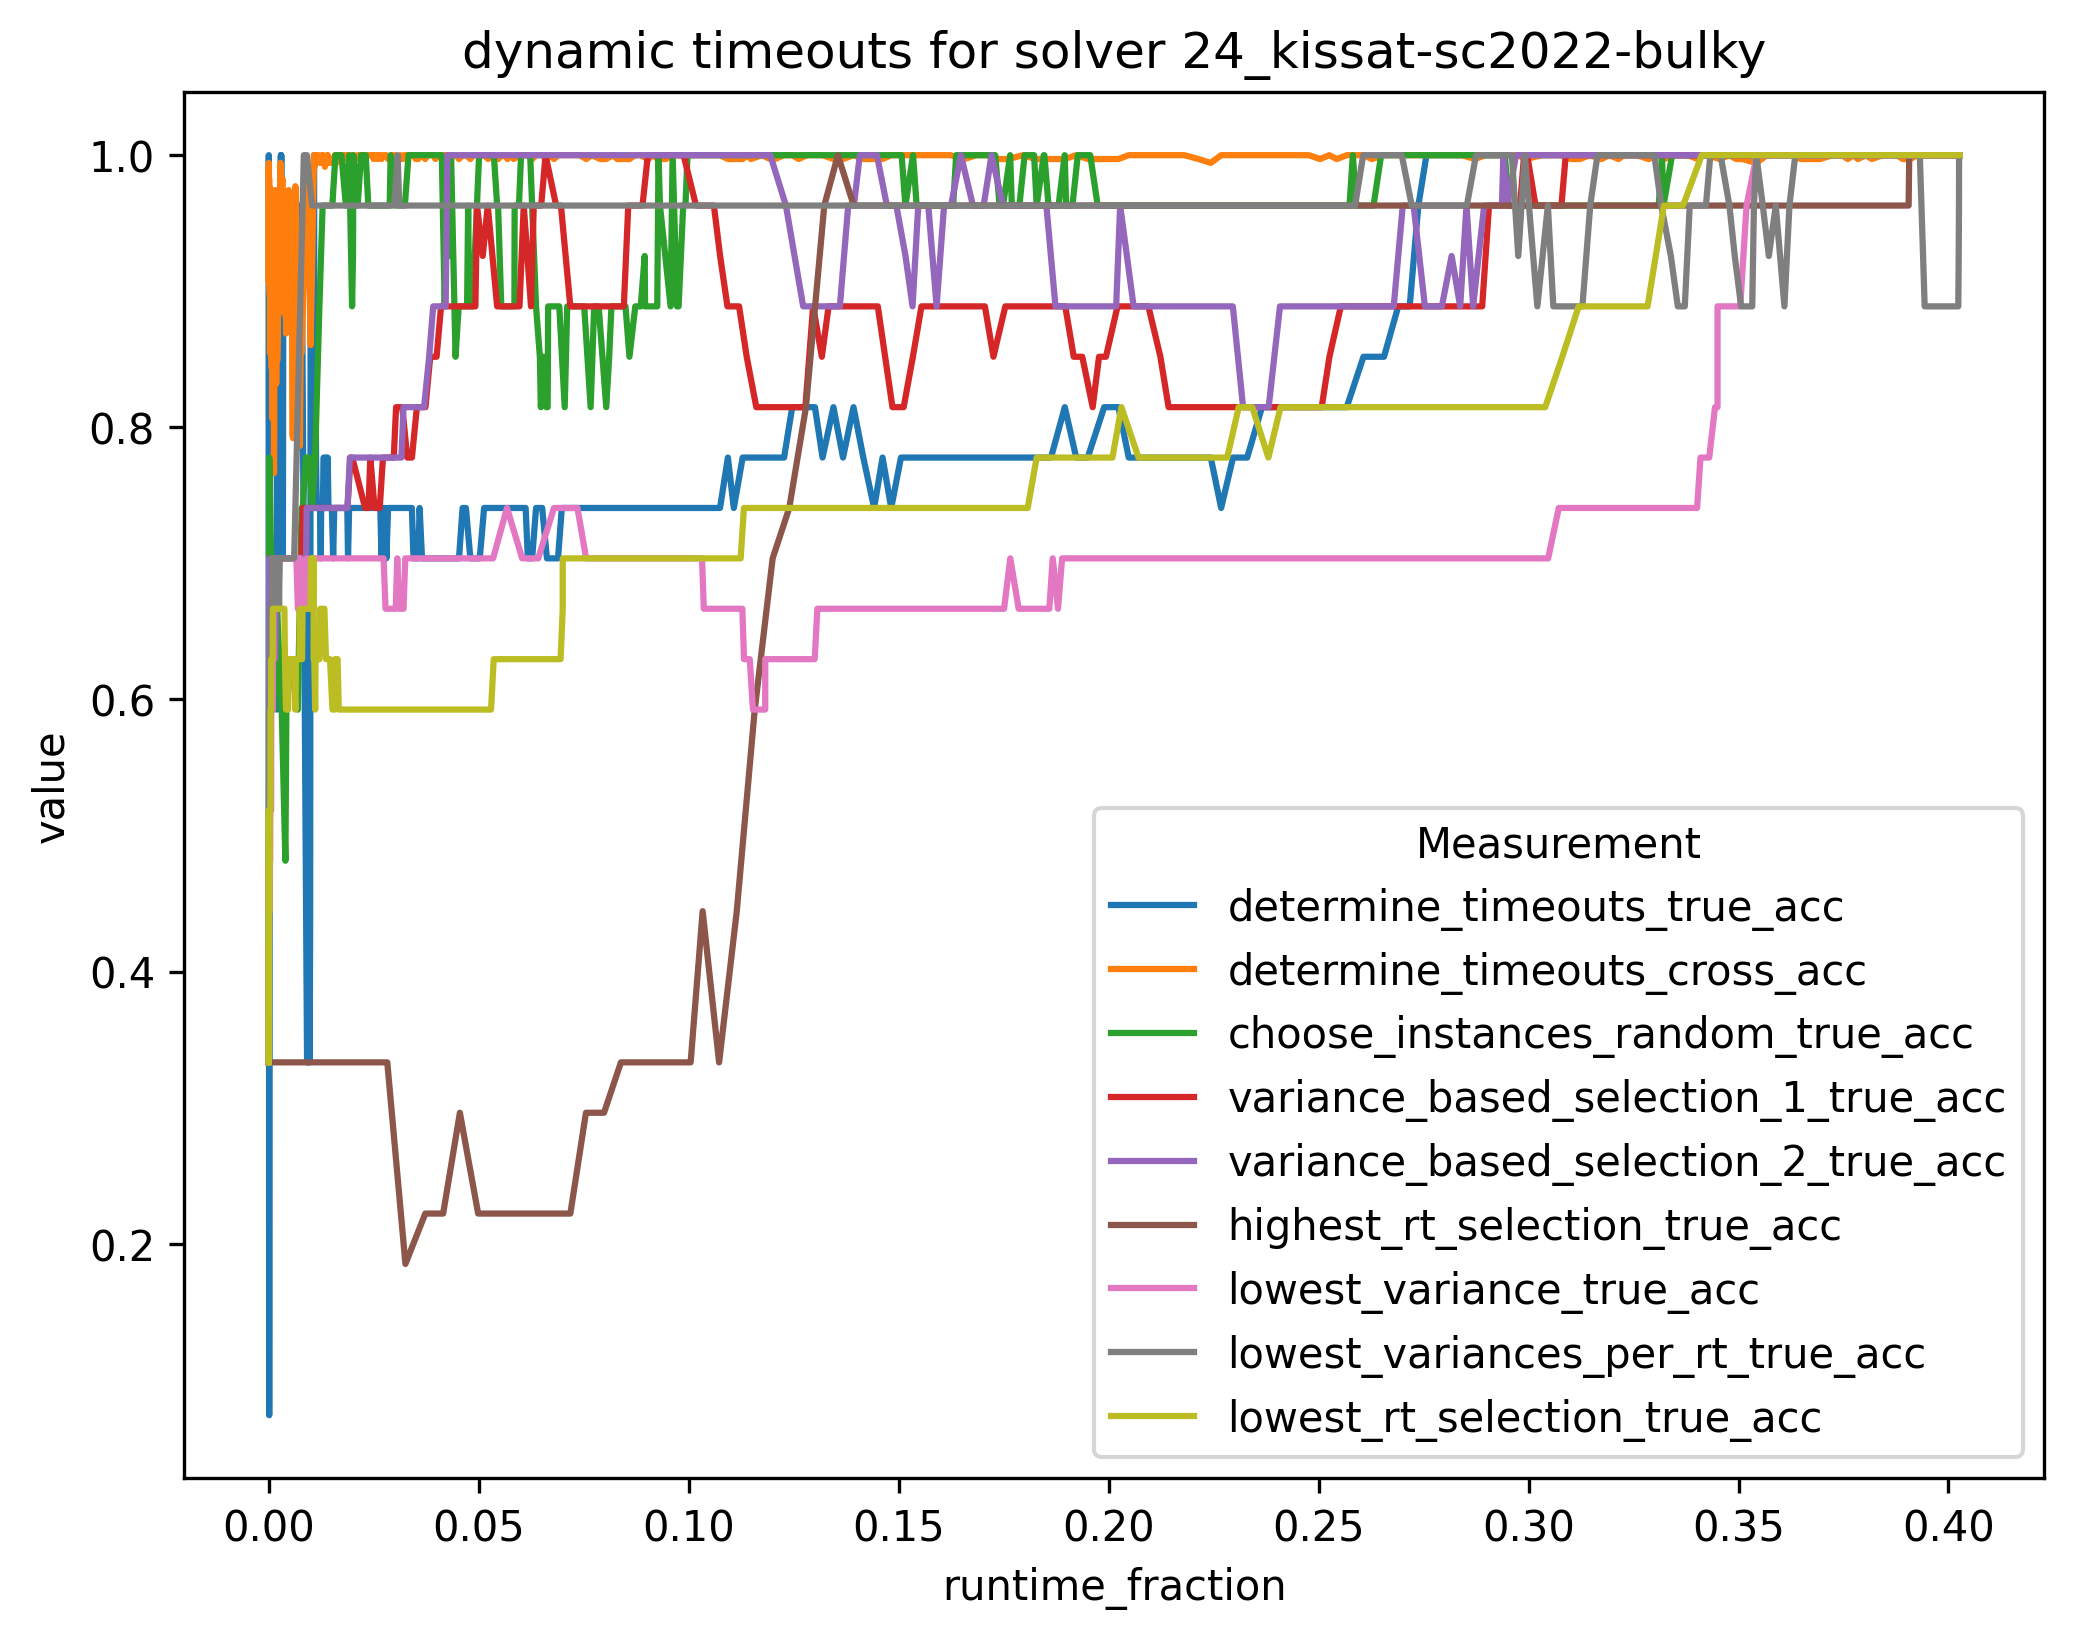 dynamic timeouts for solver 24_kissat-sc2022-bulky
1.0
0.8
0.6
0.4
0.2
value
Measurement
determine_timeouts_true_acc
determine_timeouts_cross_acc
choose_instances_random_true_acc
variance_based_selection_1_true_acc
variance_based_selection_2_true_acc
highest_rt_selection_true_acc
lowest_variance_true_acc
lowest_variances_per_rt_true_acc
lowest_rt_selection_true_acc
0.00 0.05 0.10 0.15 0.20 0.25 0.30 0.35 0.40
runtime_fraction